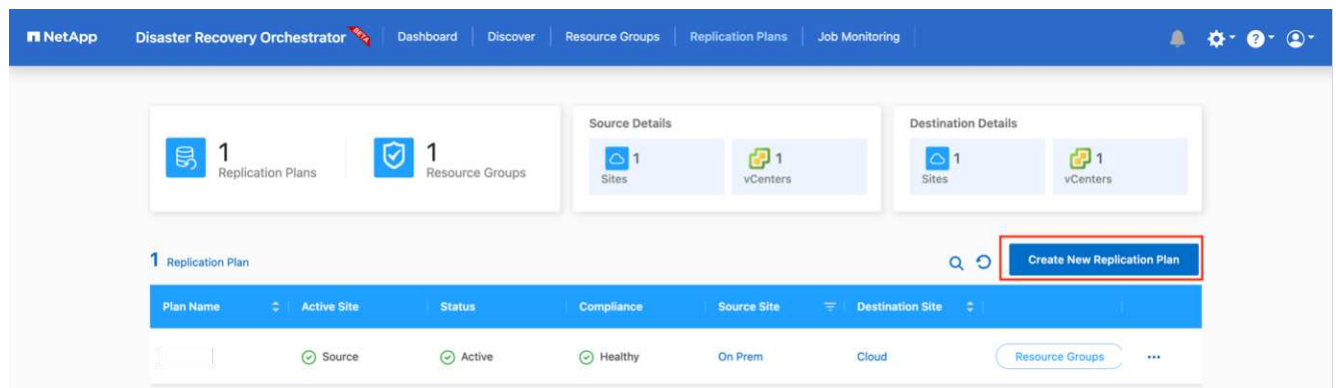 NetApp Disaster Recovery Orchestrator BETA Dashboard Discover Resource Groups Replication Plans Job Monitoring
Source Details
1 Sites
1 vCenters
Destination Details
1 Sites
1 vCenters
1 Replication Plans
1 Resource Groups
1 Replication Plan
Create New Replication Plan
Plan Name Active Site Status Compliance Source Site Destination Site
Source Active Healthy On Prem Cloud Resource Groups